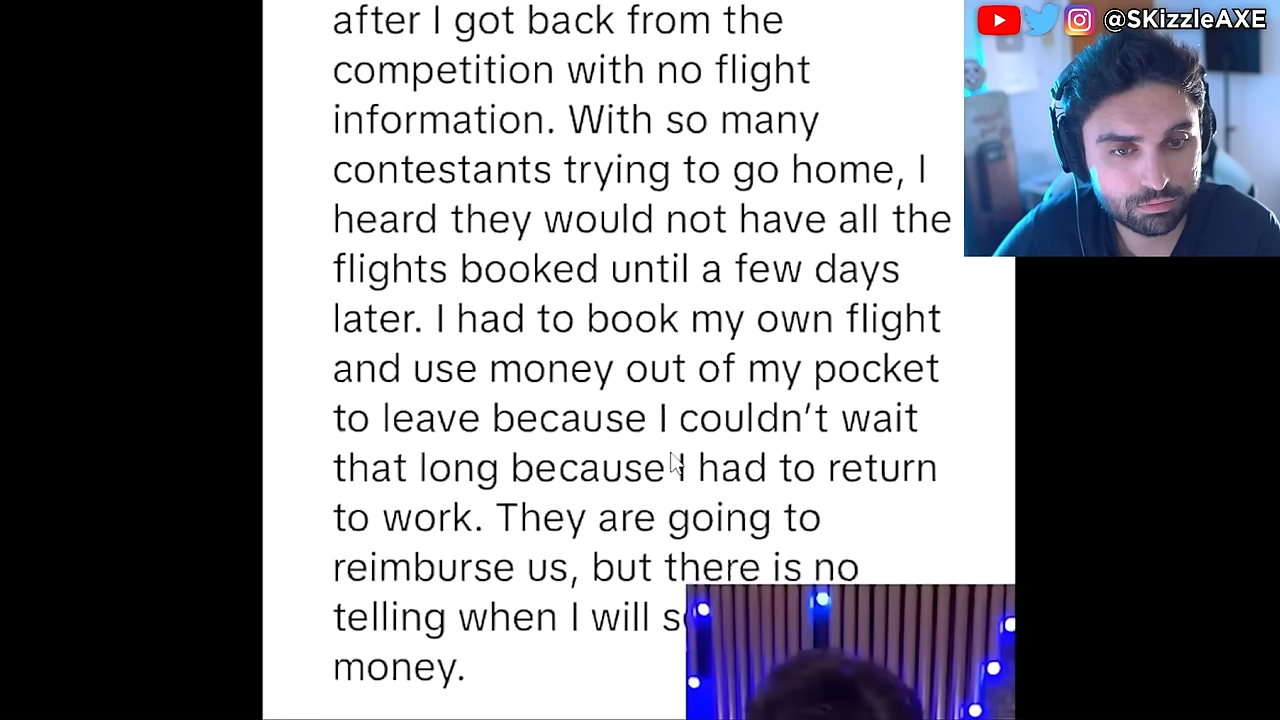 @SKizzleAXE
after I got back from the
competition with no flight
information. With so many
contestants trying to go home, I
heard they would not have all the
flights booked until a few days
later. I had to book my own flight
and use money out of my pocket
to leave because I couldn't wait
that long because I had to return
to work. They are going to
reimburse us, but there is no
telling when I will
money.